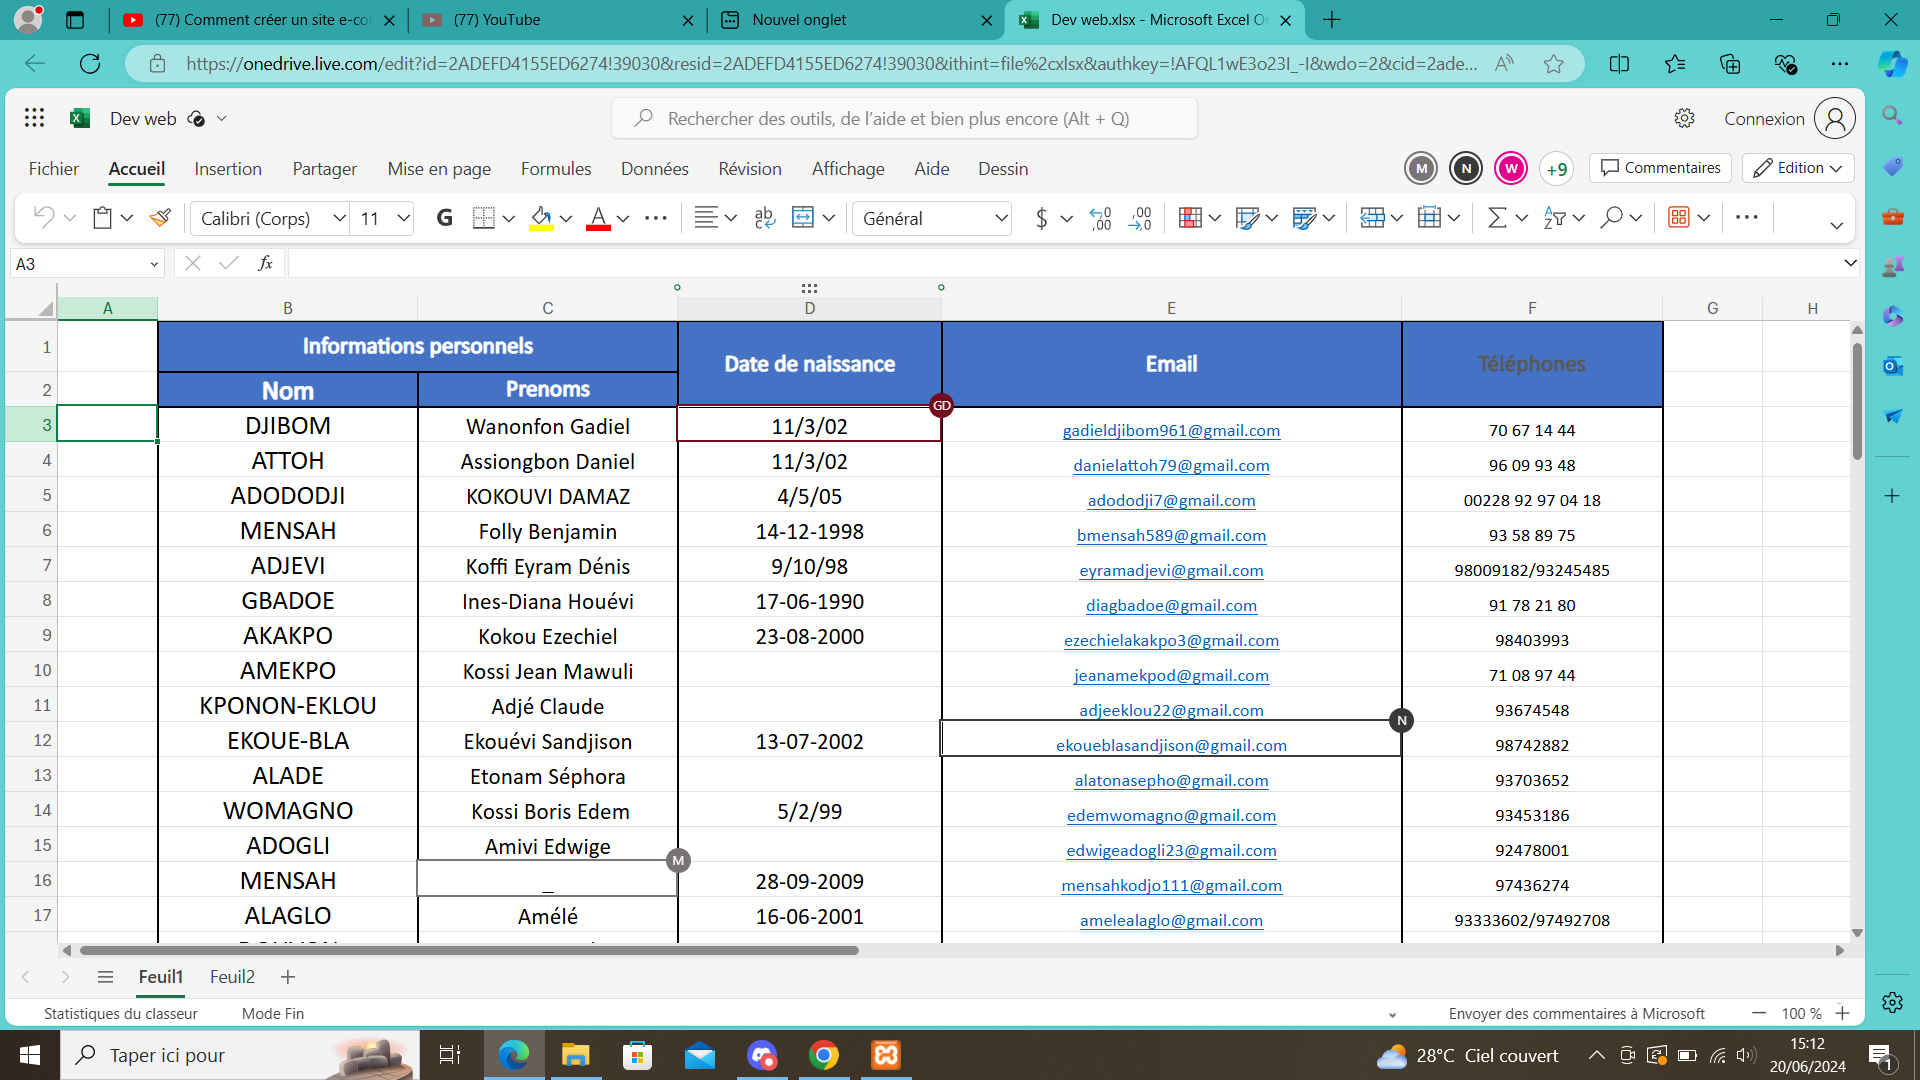 (77) Comment créer un site e-co
(77) YouTube
Nouvel onglet
Dev web.xlsx - Microsoft Excel O
https://onedrive.live.com/edit?id=2ADEFD4155ED6274!39030&resid=2ADEFD4155ED6274!39030&ithint=file%2cxlsx&authkey=!AFQL1wE3o23I_-I&wdo=2&cid=2ade...
Dev web
Rechercher des outils, de l’aide et bien plus encore (Alt + Q)
Connexion
Fichier Accueil Insertion Partager Mise en page Formules Données Révision Affichage Aide Dessin
M N W +9 Commentaires Edition
Calibri (Corps) 11 G A ab Général $
A3 fx
A B C D E F G H
1 Informations personnels Date de naissance Email Téléphones
2 Nom Prenoms
GD
3 DJIBOM Wanonfon Gadiel 11/3/02 gadieldjibom961@gmail.com 70 67 14 44
4 ATTOH Assiongbon Daniel 11/3/02 danielattoh79@gmail.com 96 09 93 48
5 ADODODJI KOKOUVI DAMAZ 4/5/05 adododji7@gmail.com 00228 92 97 04 18
6 MENSAH Folly Benjamin 14-12-1998 bmensah589@gmail.com 93 58 89 75
7 ADJEVI Koffi Eyram Dénis 9/10/98 eyramadjevi@gmail.com 98009182/93245485
8 GBADOE Ines-Diana Houévi 17-06-1990 diagbadoe@gmail.com 91 78 21 80
9 AKAKPO Kokou Ezechiel 23-08-2000 ezechielakakpo3@gmail.com 98403993
10 AMEKPO Kossi Jean Mawuli jeanamekpod@gmail.com 71 08 97 44
11 KPONON-EKLOU Adjé Claude adjeeklou22@gmail.com 93674548
N
12 EKOUE-BLA Ekouévi Sandjison 13-07-2002 ekoueblasandjison@gmail.com 98742882
13 ALADE Etonam Séphora alatonasepho@gmail.com 93703652
14 WOMAGNO Kossi Boris Edem 5/2/99 edemwomagno@gmail.com 93453186
15 ADOGLI Amivi Edwige edwigeadogli23@gmail.com 92478001
M
16 MENSAH _ 28-09-2009 mensahkodjo111@gmail.com 97436274
17 ALAGLO Amélé 16-06-2001 amelealaglo@gmail.com 93333602/97492708
Feuil1 Feuil2
Statistiques du classeur Mode Fin Envoyer des commentaires à Microsoft 100 %
Taper ici pour
28°C Ciel couvert
15:12
20/06/2024
1